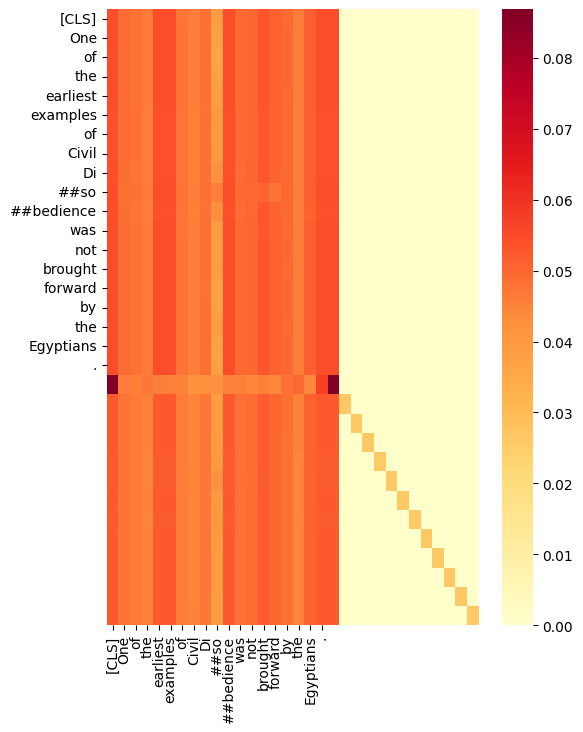 [CLS]
One
of
the
earliest
examples
of
Civil
Di
##so
##bedience
was
not
brought
forward
by
the
Egyptians
.
[CLS]
One
of
the
earliest
examples
of
Civil
Di
##so
##bedience
was
not
brought
forward
by
the
Egyptians
.
0.08
0.07
0.06
0.05
0.04
0.03
0.02
0.01
0.00